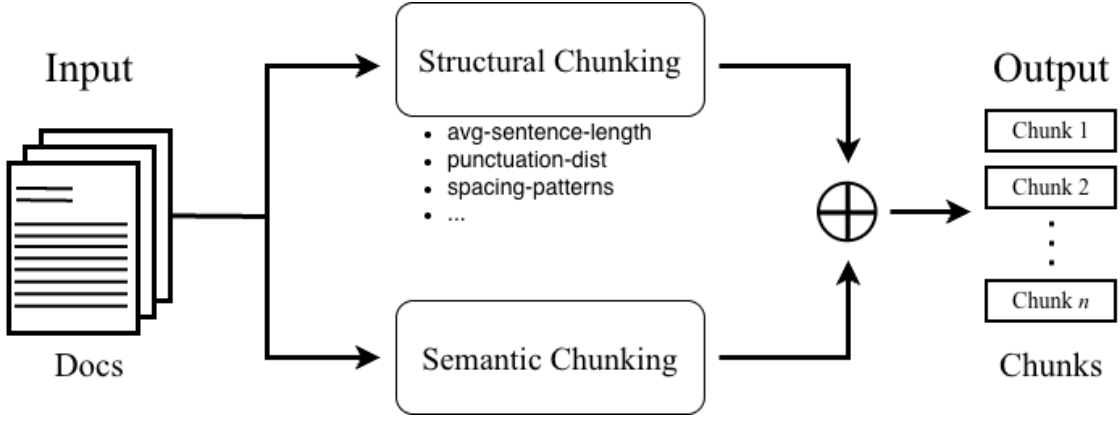 Input
Docs
Structural Chunking
• avg-sentence-length
• punctuation-dist
• spacing-patterns
• ...
Semantic Chunking
Output
Chunk 1
Chunk 2
Chunk n
Chunks